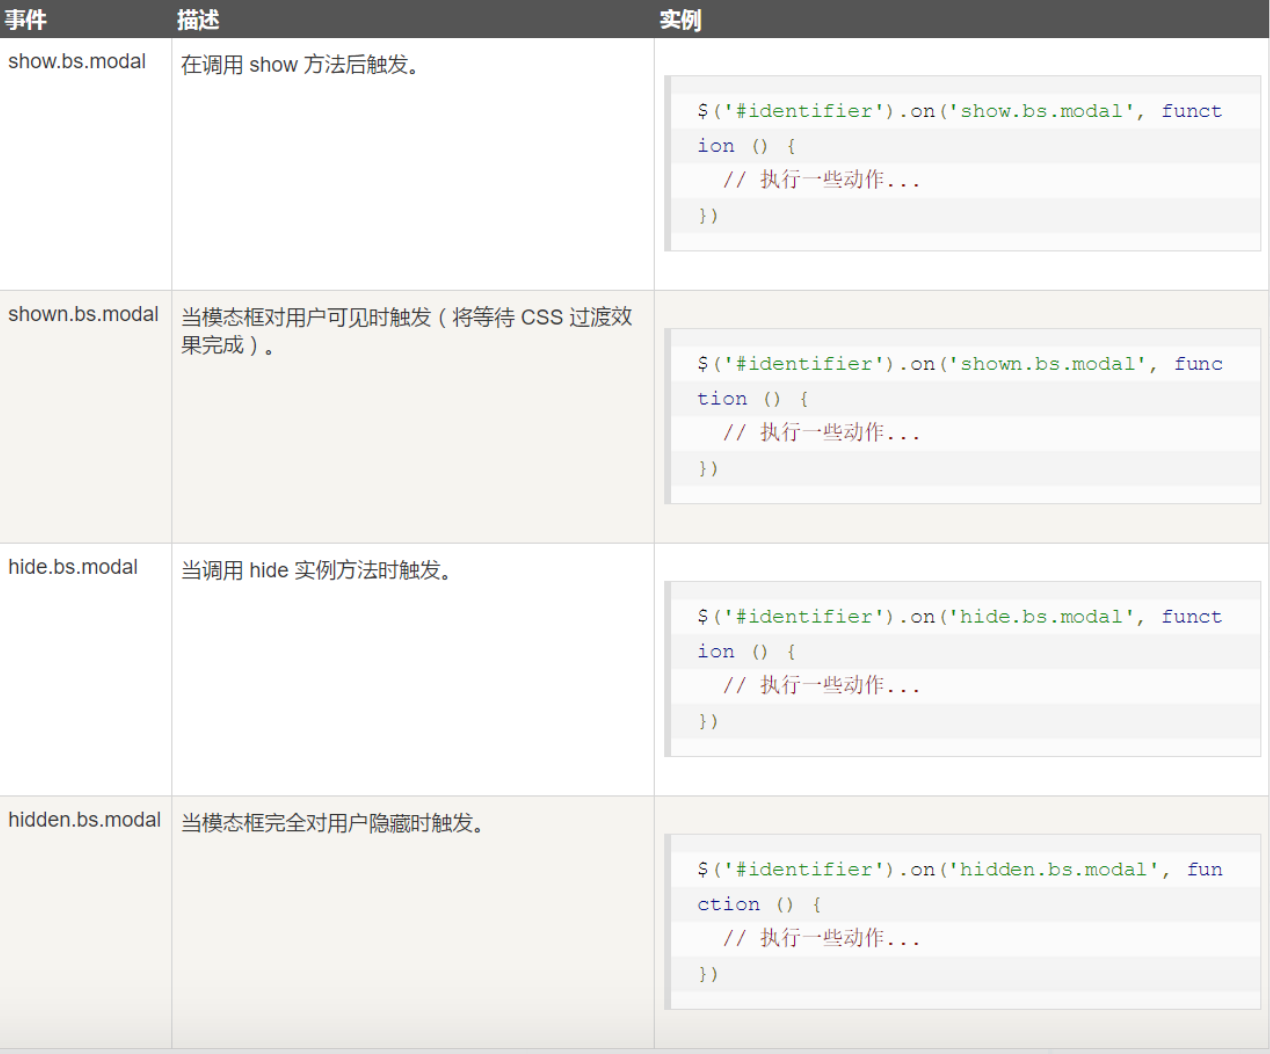 事件 描述 实例
show.bs.modal 在调用 show 方法后触发。
$('#identifier').on('show.bs.modal', funct
ion () {
// 执行一些动作...
})
shown.bs.modal 当模态框对用户可见时触发（将等待 CSS 过渡效
果完成）。
$('#identifier').on('shown.bs.modal', func
tion () {
// 执行一些动作...
})
hide.bs.modal 当调用 hide 实例方法时触发。
$('#identifier').on('hide.bs.modal', funct
ion () {
// 执行一些动作...
})
hidden.bs.modal 当模态框完全对用户隐藏时触发。
$('#identifier').on('hidden.bs.modal', fun
ction () {
// 执行一些动作...
})